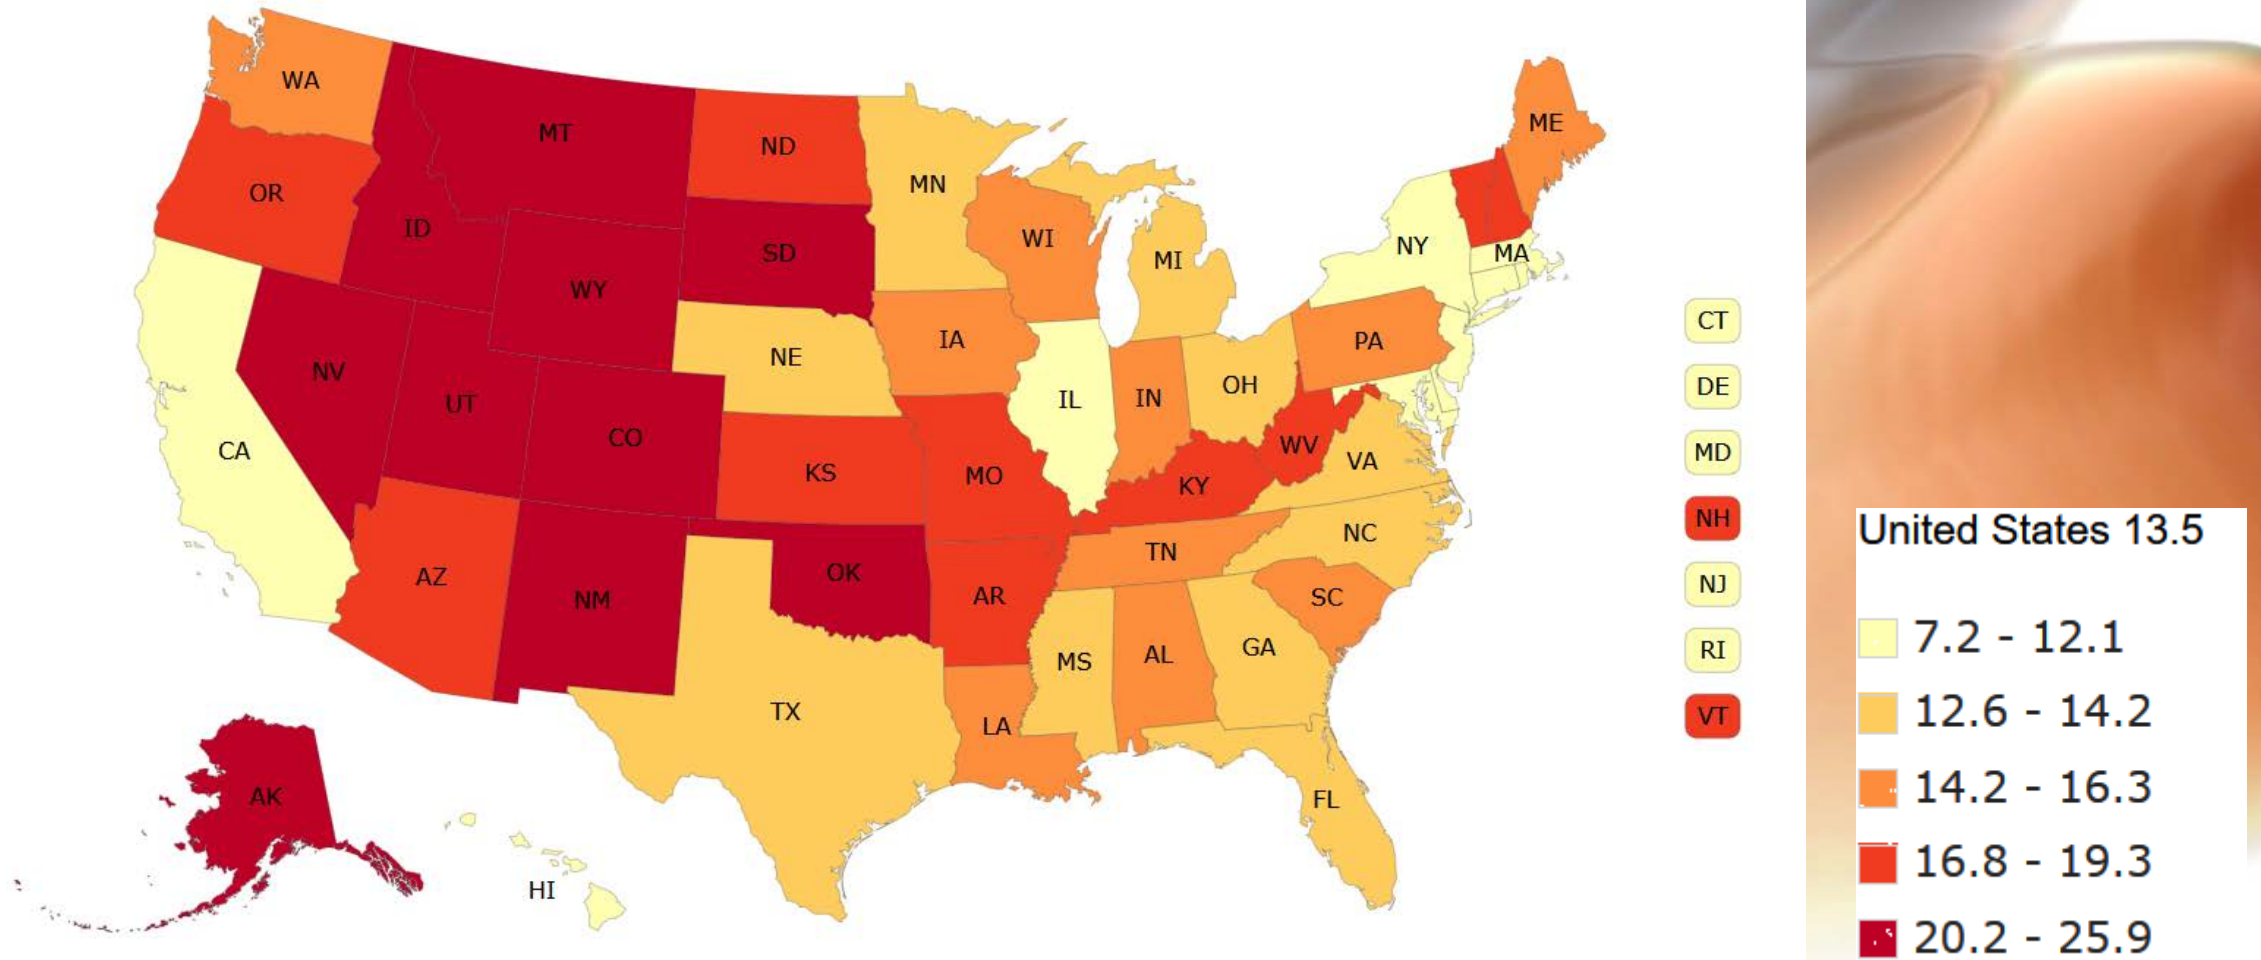 WA
MT
ND
MN
ME
OR
ID
SD
WI
MI
NY
MA
WY
IA
NE
PA
NV
UT
CO
IL
IN
OH
CA
KS
MO
KY
WV
VA
AZ
NM
OK
AR
TN
NC
SC
TX
LA
MS
AL
GA
FL
AK
HI
CT
DE
MD
NH
NJ
RI
VT
United States 13.5
7.2 - 12.1
12.6 - 14.2
14.2 - 16.3
16.8 - 19.3
20.2 - 25.9